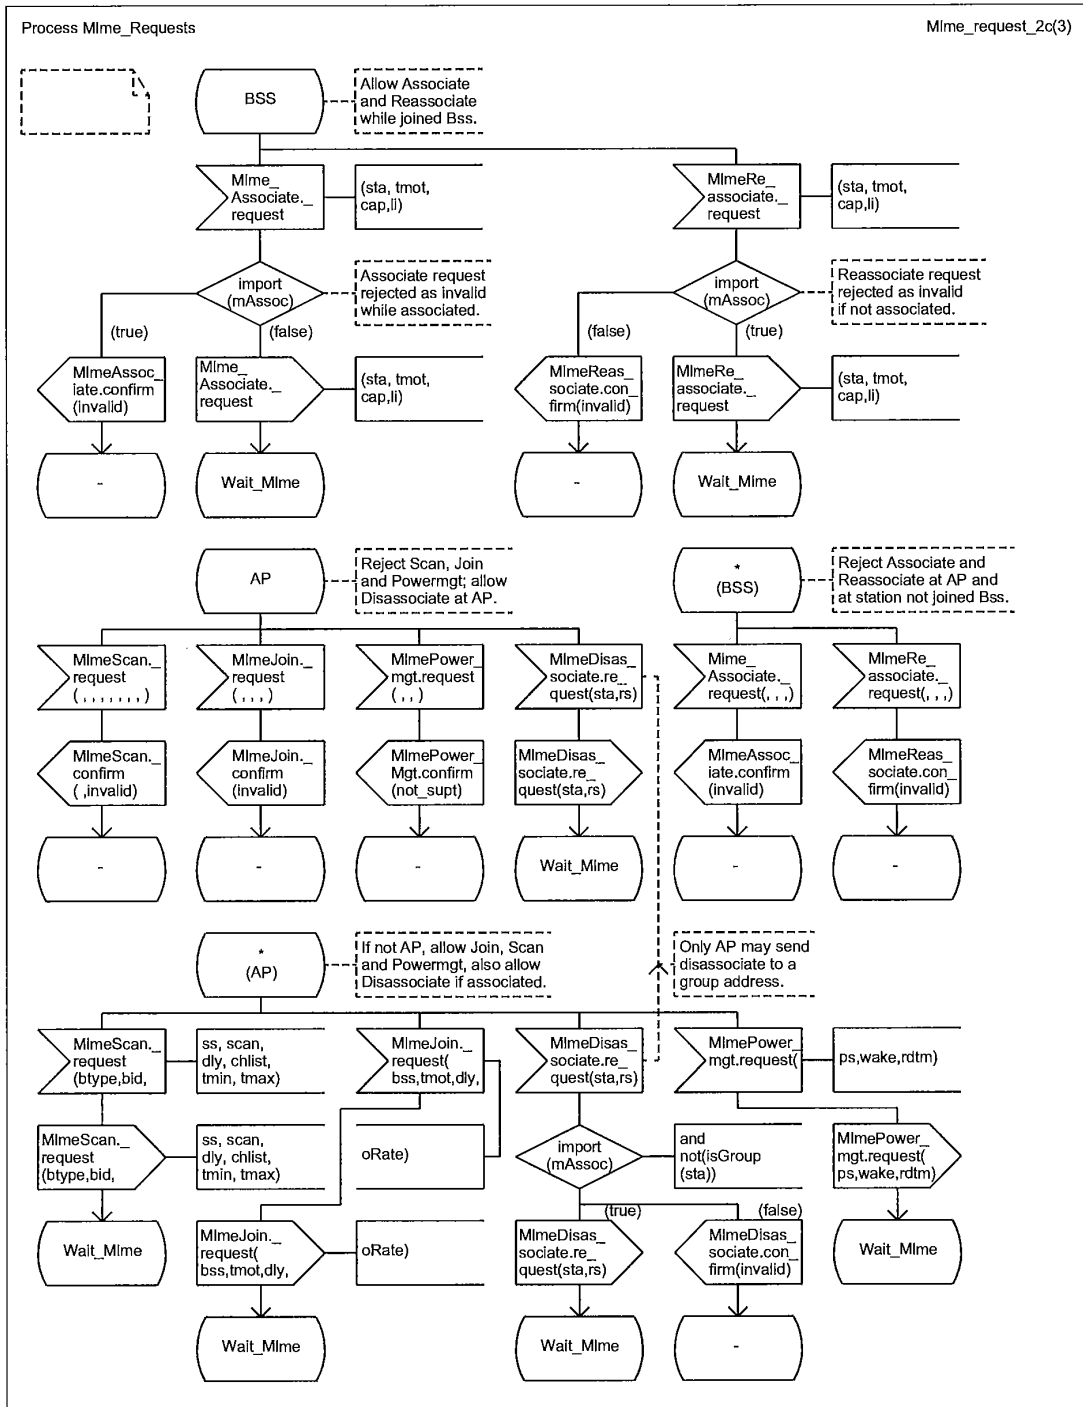 Process Mlme_Requests
Mlme_request_2c(3)
BSS
Allow Associate
and Reassociate
while joined Bss.
Mlme_
Associate._
request
(sta, tmot,
cap,li)
MlmeRe_
associate._
request
(sta, tmot,
cap,li)
import
(mAssoc)
Associate request
rejected as invalid
while associated.
import
(mAssoc)
Reassociate request
rejected as invalid
if not associated.
(true)
(false)
(false)
(true)
MlmeAssoc_
iate.confirm
(invalid)
Mlme_
Associate._
request
(sta, tmot,
cap,li)
MlmeReas_
sociate.con_
firm(invalid)
MlmeRe_
associate._
request
(sta, tmot,
cap,li)
-
Wait_Mlme
-
Wait_Mlme
AP
Reject Scan, Join
and Powermgt; allow
Disassociate at AP.
*
(BSS)
Reject Associate and
Reassociate at AP and
at station not joined Bss.
MlmeScan._
request
( , , , , , , , )
MlmeJoin._
request
( , , , )
MlmePower_
mgt.request
( , , )
MlmeDisas_
sociate.re_
quest(sta,rs)
Mlme_
Associate._
request(, , , )
MlmeRe_
associate._
request(, , , )
MlmeScan._
confirm
( ,invalid)
MlmeJoin._
confirm
(invalid)
MlmePower_
Mgt.confirm
(not_supt)
MlmeDisas_
sociate.re_
quest(sta,rs)
MlmeAssoc_
iate.confirm
(invalid)
MlmeReas_
sociate.con_
firm(invalid)
-
-
-
Wait_Mlme
-
-
*
(AP)
If not AP, allow Join, Scan
and Powermgt, also allow
Disassociate if associated.
Only AP may send
disassociate to a
group address.
MlmeScan._
request
(btype,bid,
ss, scan,
dly, chlist,
tmin, tmax)
MlmeJoin._
request(
bss,tmot,dly,
MlmeDisas_
sociate.re_
quest(sta,rs)
MlmePower_
mgt.request(
ps,wake,rdtm)
MlmeScan._
request
(btype,bid,
ss, scan,
dly, chlist,
tmin, tmax)
oRate)
import
(mAssoc)
and
not(isGroup
(sta))
MlmePower_
mgt.request(
ps,wake,rdtm)
(true)
(false)
Wait_Mlme
MlmeJoin._
request(
bss,tmot,dly,
oRate)
MlmeDisas_
sociate.re_
quest(sta,rs)
MlmeDisas_
sociate.con_
firm(invalid)
Wait_Mlme
Wait_Mlme
Wait_Mlme
-